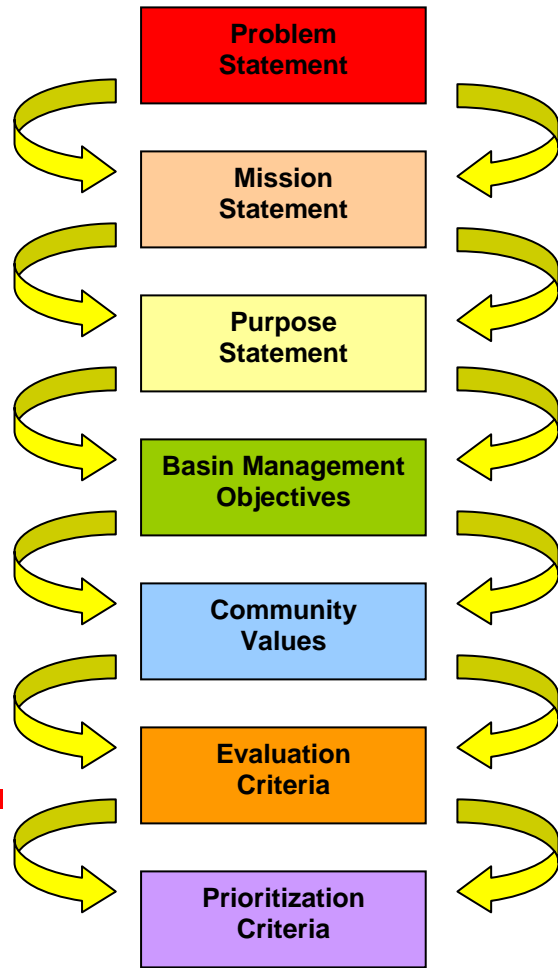 Problem
Statement
Mission
Statement
Purpose
Statement
Basin Management
Objectives
Community
Values
Evaluation
Criteria
Prioritization
Criteria